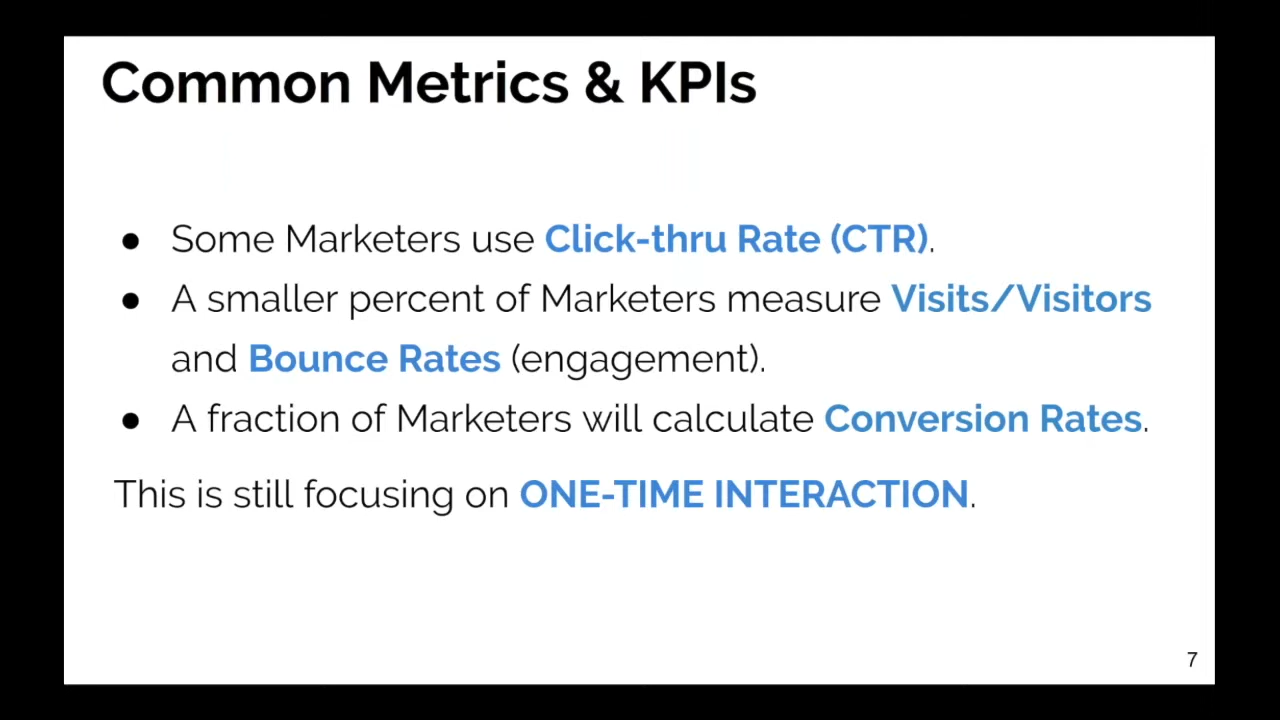 Common Metrics & KPIs
● Some Marketers use Click-thru Rate (CTR).
● A smaller percent of Marketers measure Visits/Visitors
and Bounce Rates (engagement).
● A fraction of Marketers will calculate Conversion Rates.
This is still focusing on ONE-TIME INTERACTION.
7